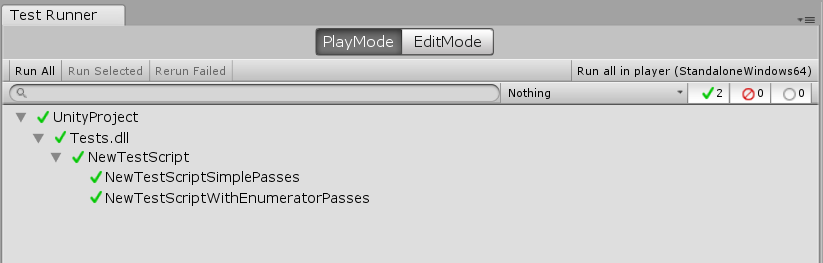 Test Runner
PlayMode EditMode
Run All Run Selected Rerun Failed Run all in player (StandaloneWindows64)
Nothing 2 0 0
UnityProject
Tests.dll
NewTestScript
NewTestScriptSimplePasses
NewTestScriptWithEnumeratorPasses